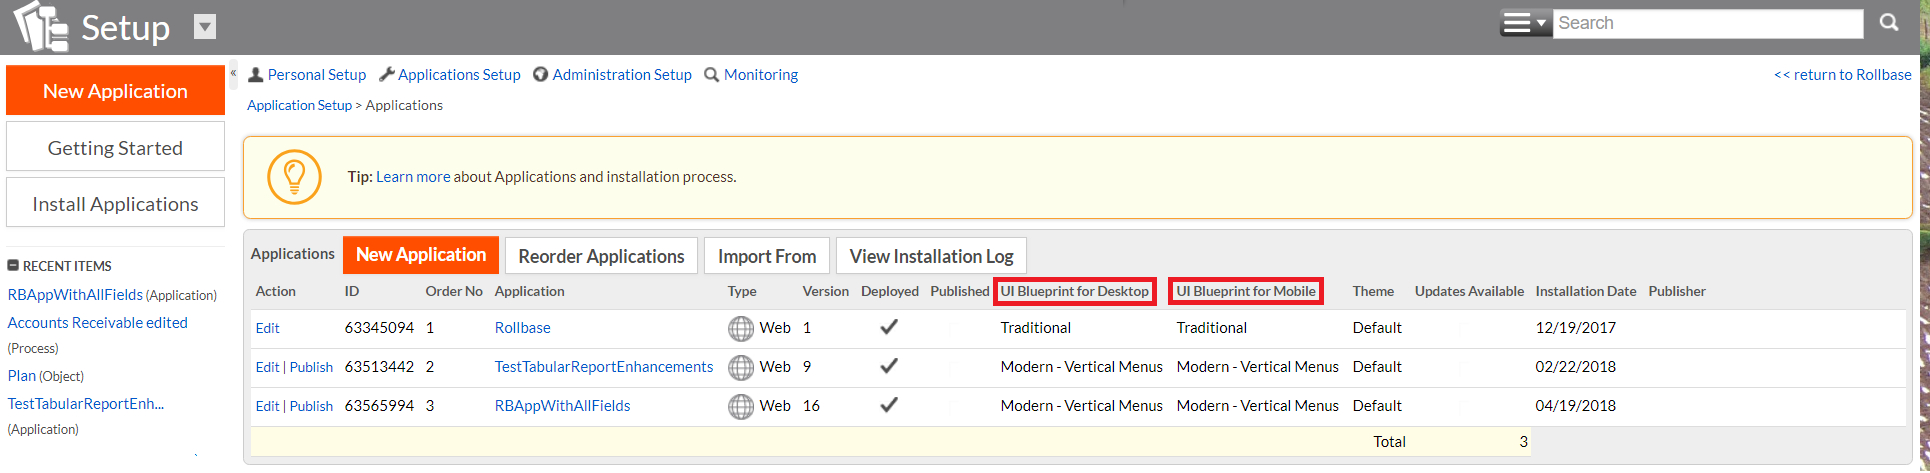 Setup
Search
New Application
Getting Started
Install Applications
RECENT ITEMS
RBAppWithAllFields (Application)
Accounts Receivable edited
(Process)
Plan (Object)
TestTabularReportEnh...
(Application)
«
Personal Setup Applications Setup Administration Setup Monitoring
<< return to Rollbase
Application Setup > Applications
Tip: Learn more about Applications and installation process.
Applications New Application Reorder Applications Import From View Installation Log
Action ID Order No Application Type Version Deployed Published UI Blueprint for Desktop UI Blueprint for Mobile Theme Updates Available Installation Date Publisher
Edit 63345094 1 Rollbase Web 1 Traditional Traditional Default 12/19/2017
Edit | Publish 63513442 2 TestTabularReportEnhancements Web 9 Modern - Vertical Menus Modern - Vertical Menus Default 02/22/2018
Edit | Publish 63565994 3 RBAppWithAllFields Web 16 Modern - Vertical Menus Modern - Vertical Menus Default 04/19/2018
Total 3